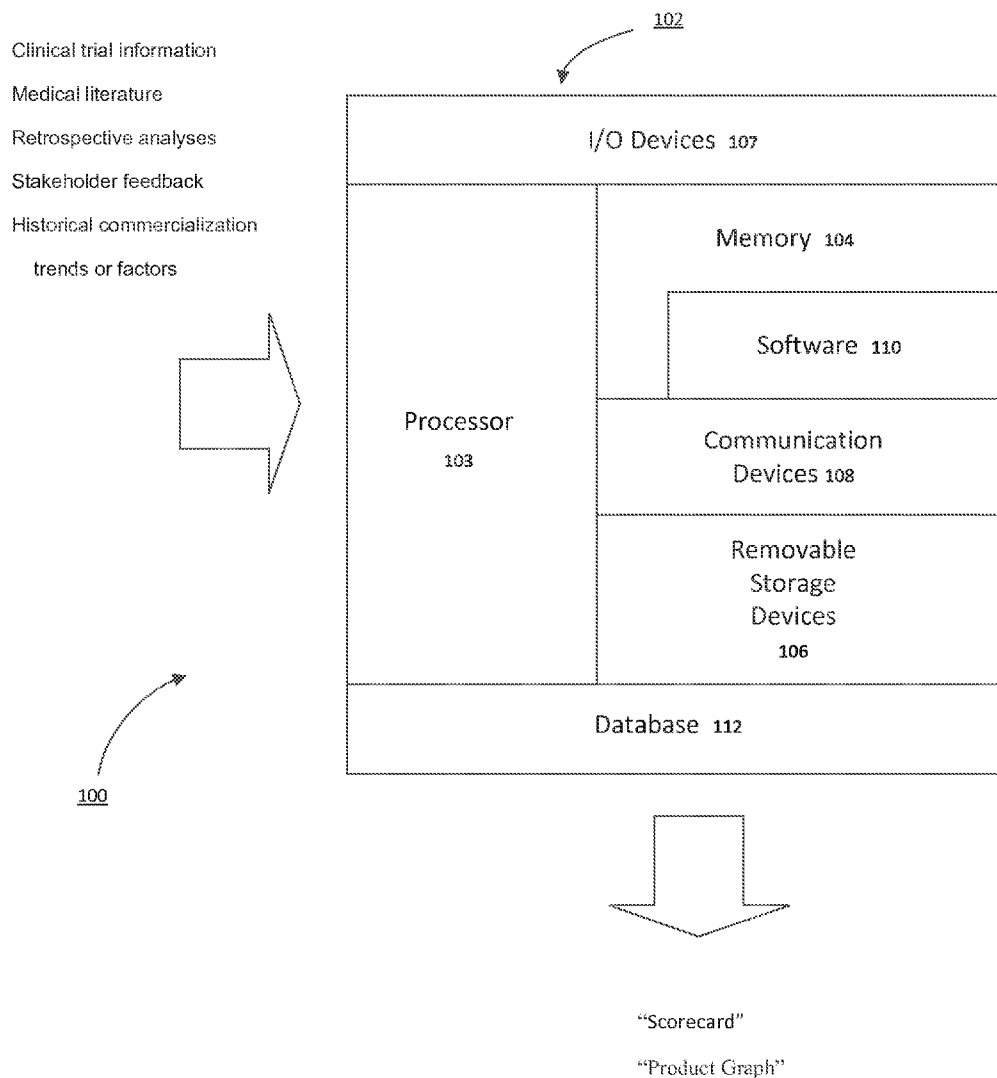 102
Clinical trial information
Medical literature
Retrospective analyses
Stakeholder feedback
Historical commercialization
trends or factors
I/O Devices 107
Memory 104
Software 110
Processor
103
Communication
Devices 108
Removable
Storage
Devices
106
Database 112
100
“Scorecard”
“Product Graph”